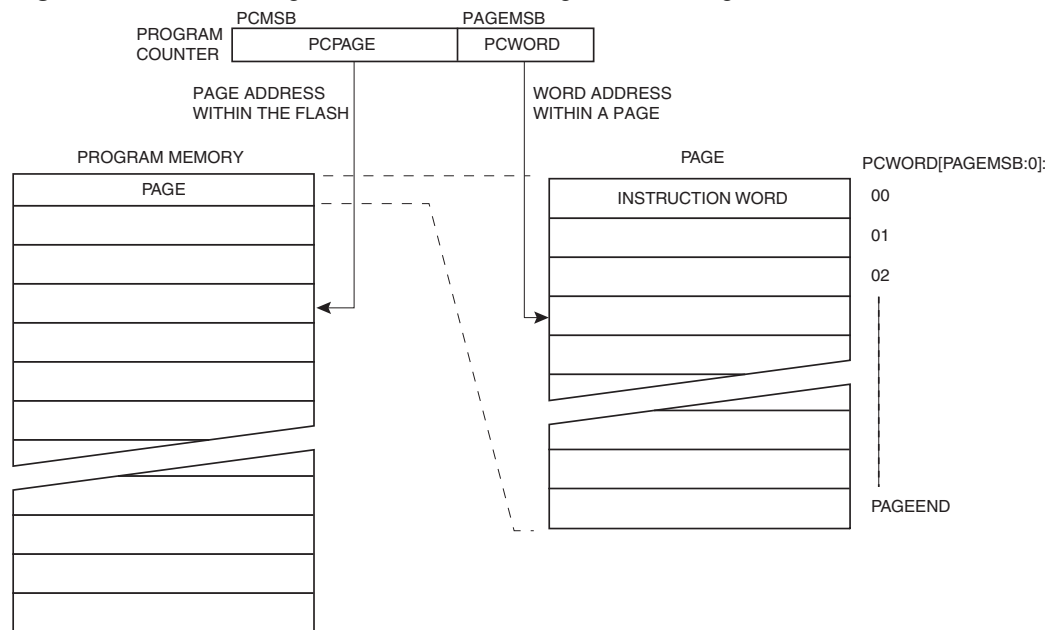 PCMSB PAGEMSB
PROGRAM
COUNTER
PCPAGE PCWORD
PAGE ADDRESS
WITHIN THE FLASH
WORD ADDRESS
WITHIN A PAGE
PROGRAM MEMORY
PAGE
PAGE
PCWORD[PAGEMSB:0]:
INSTRUCTION WORD
00
01
02
PAGEEND